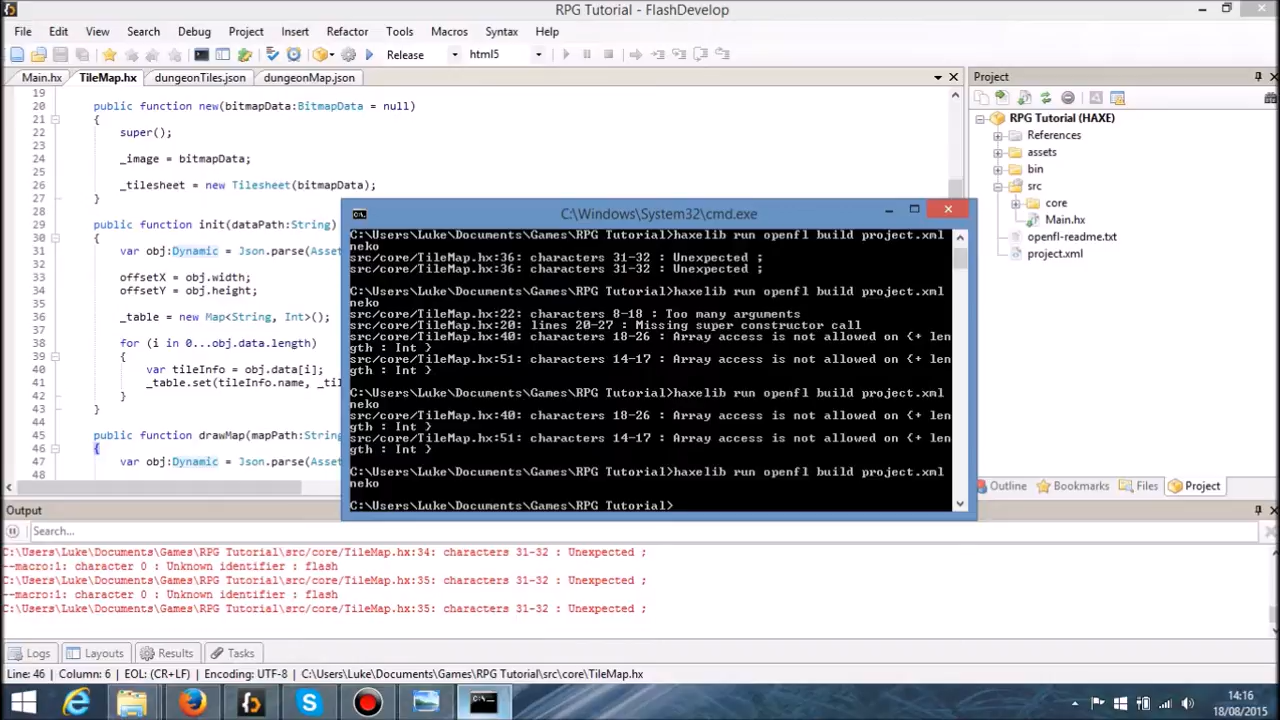 RPG Tutorial - FlashDevelop
File Edit View Search Debug Project Insert Refactor Tools Macros Syntax Help
Release html5
Main.hx TileMap.hx dungeonTiles.json dungeonMap.json
19
20 public function new(bitmapData:BitmapData = null)
21 {
22 super();
23
24 _image = bitmapData;
25
26 _tilesheet = new Tilesheet(bitmapData);
27 }
28
29 public function init(dataPath:String)
30 {
31 var obj:Dynamic = Json.parse(Asset
32
33 offsetX = obj.width;
34 offsetY = obj.height;
35
36 _table = new Map<String, Int>();
37
38 for (i in 0...obj.data.length)
39 {
40 var tileInfo = obj.data[i];
41 _table.set(tileInfo.name, _til
42 }
43 }
44
45 public function drawMap(mapPath:String
46 {
47 var obj:Dynamic = Json.parse(Asset
48
C:\Windows\System32\cmd.exe
C:\Users\Luke\Documents\Games\RPG Tutorial>haxelib run openfl build project.xml
neko
src/core/TileMap.hx:36: characters 31-32 : Unexpected ;
src/core/TileMap.hx:36: characters 31-32 : Unexpected ;
C:\Users\Luke\Documents\Games\RPG Tutorial>haxelib run openfl build project.xml
neko
src/core/TileMap.hx:22: characters 8-18 : Too many arguments
src/core/TileMap.hx:20: lines 20-27 : Missing super constructor call
src/core/TileMap.hx:40: characters 18-26 : Array access is not allowed on {+ len
gth : Int }
src/core/TileMap.hx:51: characters 14-17 : Array access is not allowed on {+ len
gth : Int }
C:\Users\Luke\Documents\Games\RPG Tutorial>haxelib run openfl build project.xml
neko
src/core/TileMap.hx:40: characters 18-26 : Array access is not allowed on {+ len
gth : Int }
src/core/TileMap.hx:51: characters 14-17 : Array access is not allowed on {+ len
gth : Int }
C:\Users\Luke\Documents\Games\RPG Tutorial>haxelib run openfl build project.xml
neko
C:\Users\Luke\Documents\Games\RPG Tutorial>
Project
RPG Tutorial (HAXE)
References
assets
bin
src
core
Main.hx
openfl-readme.txt
project.xml
Outline Bookmarks Files Project
Output
Search...
C:\Users\Luke\Documents\Games\RPG Tutorial\src\core\TileMap.hx:34: characters 31-32 : Unexpected ;
--macro:1: character 0 : Unknown identifier : flash
C:\Users\Luke\Documents\Games\RPG Tutorial\src\core\TileMap.hx:35: characters 31-32 : Unexpected ;
--macro:1: character 0 : Unknown identifier : flash
C:\Users\Luke\Documents\Games\RPG Tutorial\src\core\TileMap.hx:35: characters 31-32 : Unexpected ;
Logs Layouts Results Tasks
Line: 46 Column: 6 EOL: (CR+LF) Encoding: UTF-8 C:\Users\Luke\Documents\Games\RPG Tutorial\src\core\TileMap.hx
14:16
18/08/2015